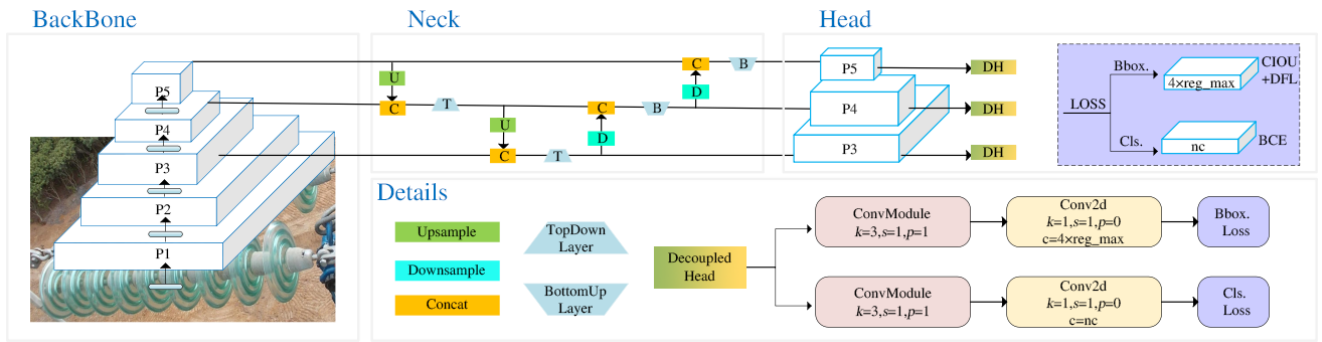 BackBone
P5
P4
P3
P2
P1
Neck
U
C
T
U
C
T
C
D
B
C
D
B
Head
P5
P4
P3
DH
DH
DH
LOSS
Bbox.
4×reg_max
CIOU
+DFL
Cls.
nc
BCE
Details
Upsample
Downsample
Concat
TopDown
Layer
BottomUp
Layer
Decoupled
Head
ConvModule
k=3,s=1,p=1
Conv2d
k=1,s=1,p=0
c=4×reg_max
Bbox.
Loss
ConvModule
k=3,s=1,p=1
Conv2d
k=1,s=1,p=0
c=nc
Cls.
Loss